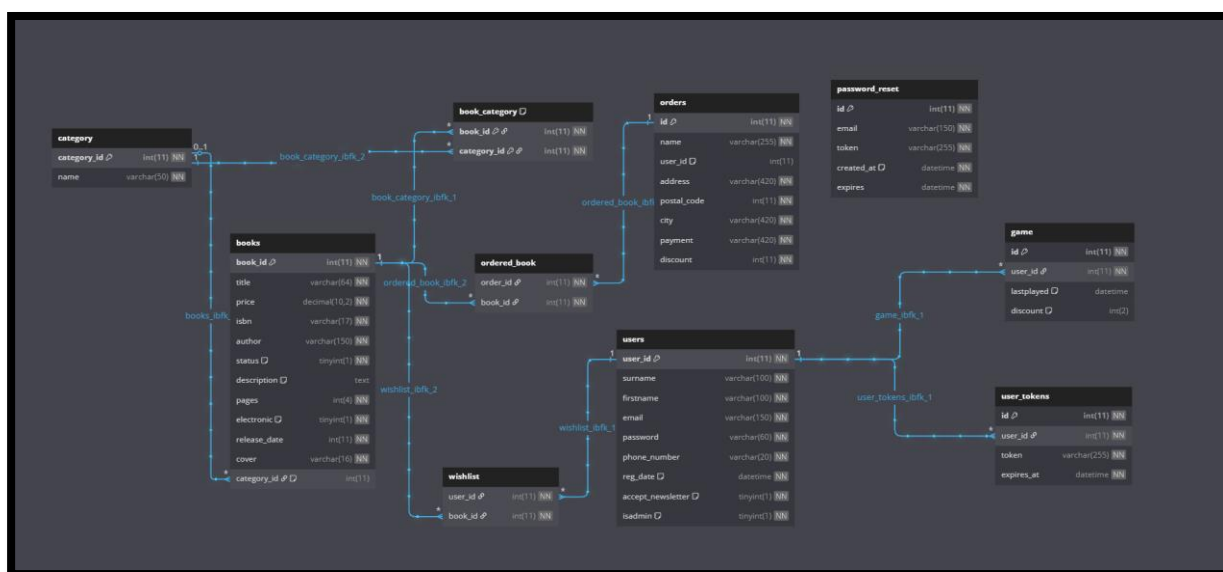 category
category_id int(11) NN
name varchar(50) NN
0..1
1
book_category_ibfk_2
book_category
* book_id int(11) NN
* category_id int(11) NN
book_category_ibfk_1
books_ibfk_
books
book_id int(11) NN
1
title varchar(64) NN
price decimal(10,2) NN
isbn varchar(17) NN
author varchar(150) NN
status tinyint(1) NN
description text
pages int(4) NN
electronic tinyint(1) NN
release_date int(11) NN
cover varchar(16) NN
* category_id int(11)
ordered_book_ibfk_2
ordered_book
order_id int(11) NN *
* book_id int(11) NN
ordered_book_ibf
wishlist_ibfk_2
wishlist
user_id int(11) NN *
* book_id int(11) NN
wishlist_ibfk_1
orders
1
id int(11) NN
name varchar(255) NN
user_id int(11)
address varchar(420) NN
postal_code int(11) NN
city varchar(420) NN
payment varchar(420) NN
discount int(11) NN
users
1
user_id int(11) NN
1
surname varchar(100) NN
firstname varchar(100) NN
email varchar(150) NN
password varchar(60) NN
phone_number varchar(20) NN
reg_date datetime NN
accept_newsletter tinyint(1) NN
isadmin tinyint(1) NN
password_reset
id int(11) NN
email varchar(150) NN
token varchar(255) NN
created_at datetime NN
expires datetime NN
game_ibfk_1
game
id int(11) NN
* user_id int(11) NN
lastplayed datetime
discount int(2)
user_tokens_ibfk_1
user_tokens
id int(11) NN
* user_id int(11) NN
token varchar(255) NN
expires_at datetime NN